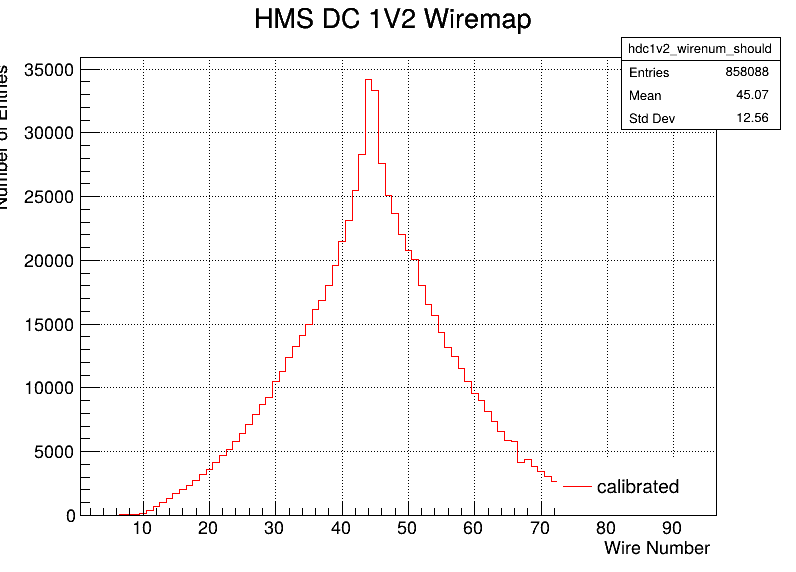 HMS DC 1V2 Wiremap
hdc1v2_wirenum_should
Entries 858088
Mean 45.07
Std Dev 12.56
Number of Entries
35000
30000
25000
20000
15000
10000
5000
0
calibrated
10 20 30 40 50 60 70 80 90
Wire Number